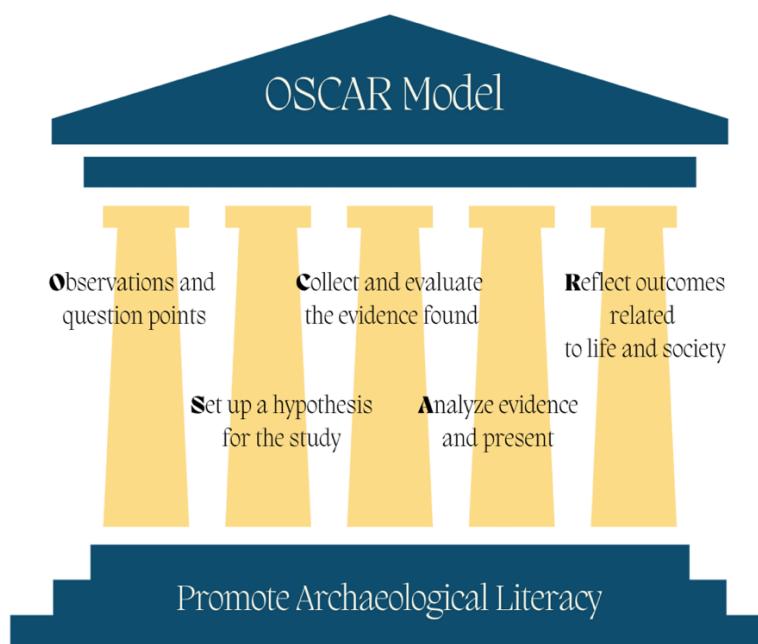 OSCAR Model
Observations and
question points
Set up a hypothesis
for the study
Collect and evaluate
the evidence found
Analyze evidence
and present
Reflect outcomes
related
to life and society
Promote Archaeological Literacy